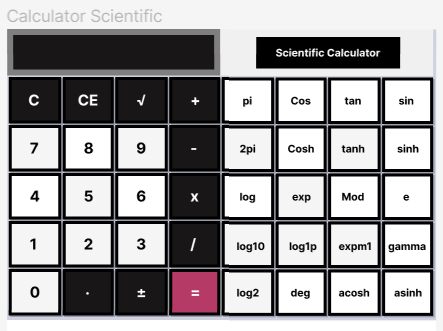 Calculator Scientific
Scientific Calculator
C CE √ + pi Cos tan sin
7 8 9 - 2pi Cosh tanh sinh
4 5 6 x log exp Mod e
1 2 3 / log10 log1p expm1 gamma
0 . ± = log2 deg acosh asinh